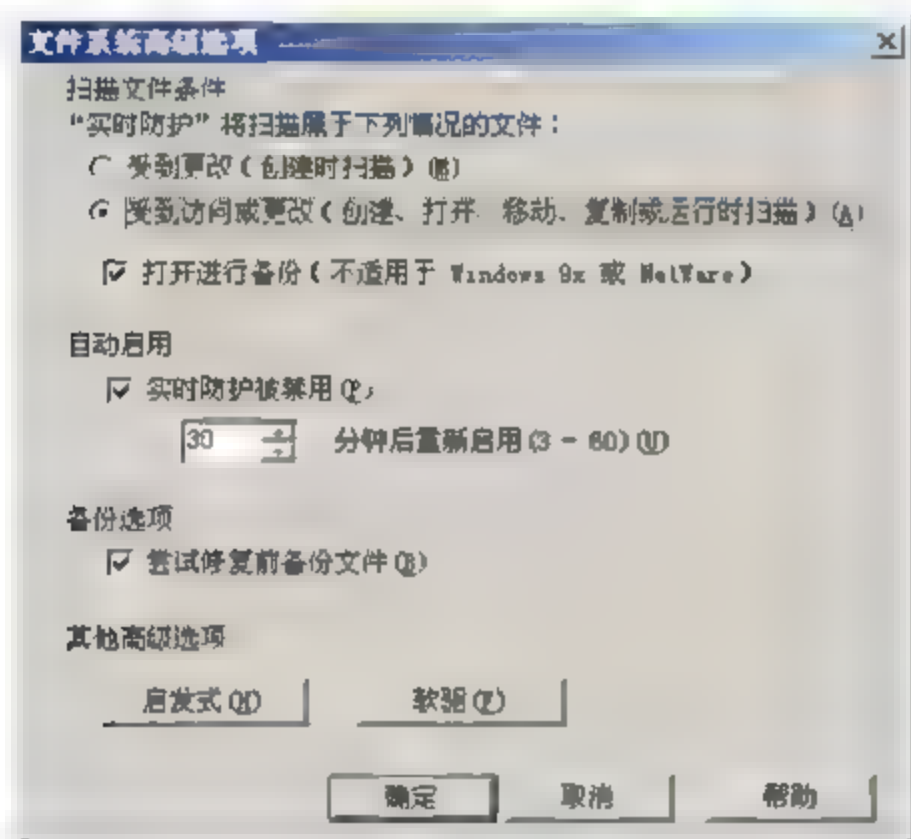 文件系统高级选项
扫描文件条件
“实时防护”将扫描属于下列情况的文件：
受到更改(创建时扫描)(M)
受到访问或更改(创建、打开、移动、复制或运行时扫描)(A)
打开进行备份(不适用于 Windows 9x 或 NetWare)
自动启用
实时防护被禁用(P),
30 分钟后重新启用(3 - 60)(U)
备份选项
尝试修复前备份文件(B)
其他高级选项
启发式(H) 软驱(F)
确定 取消 帮助